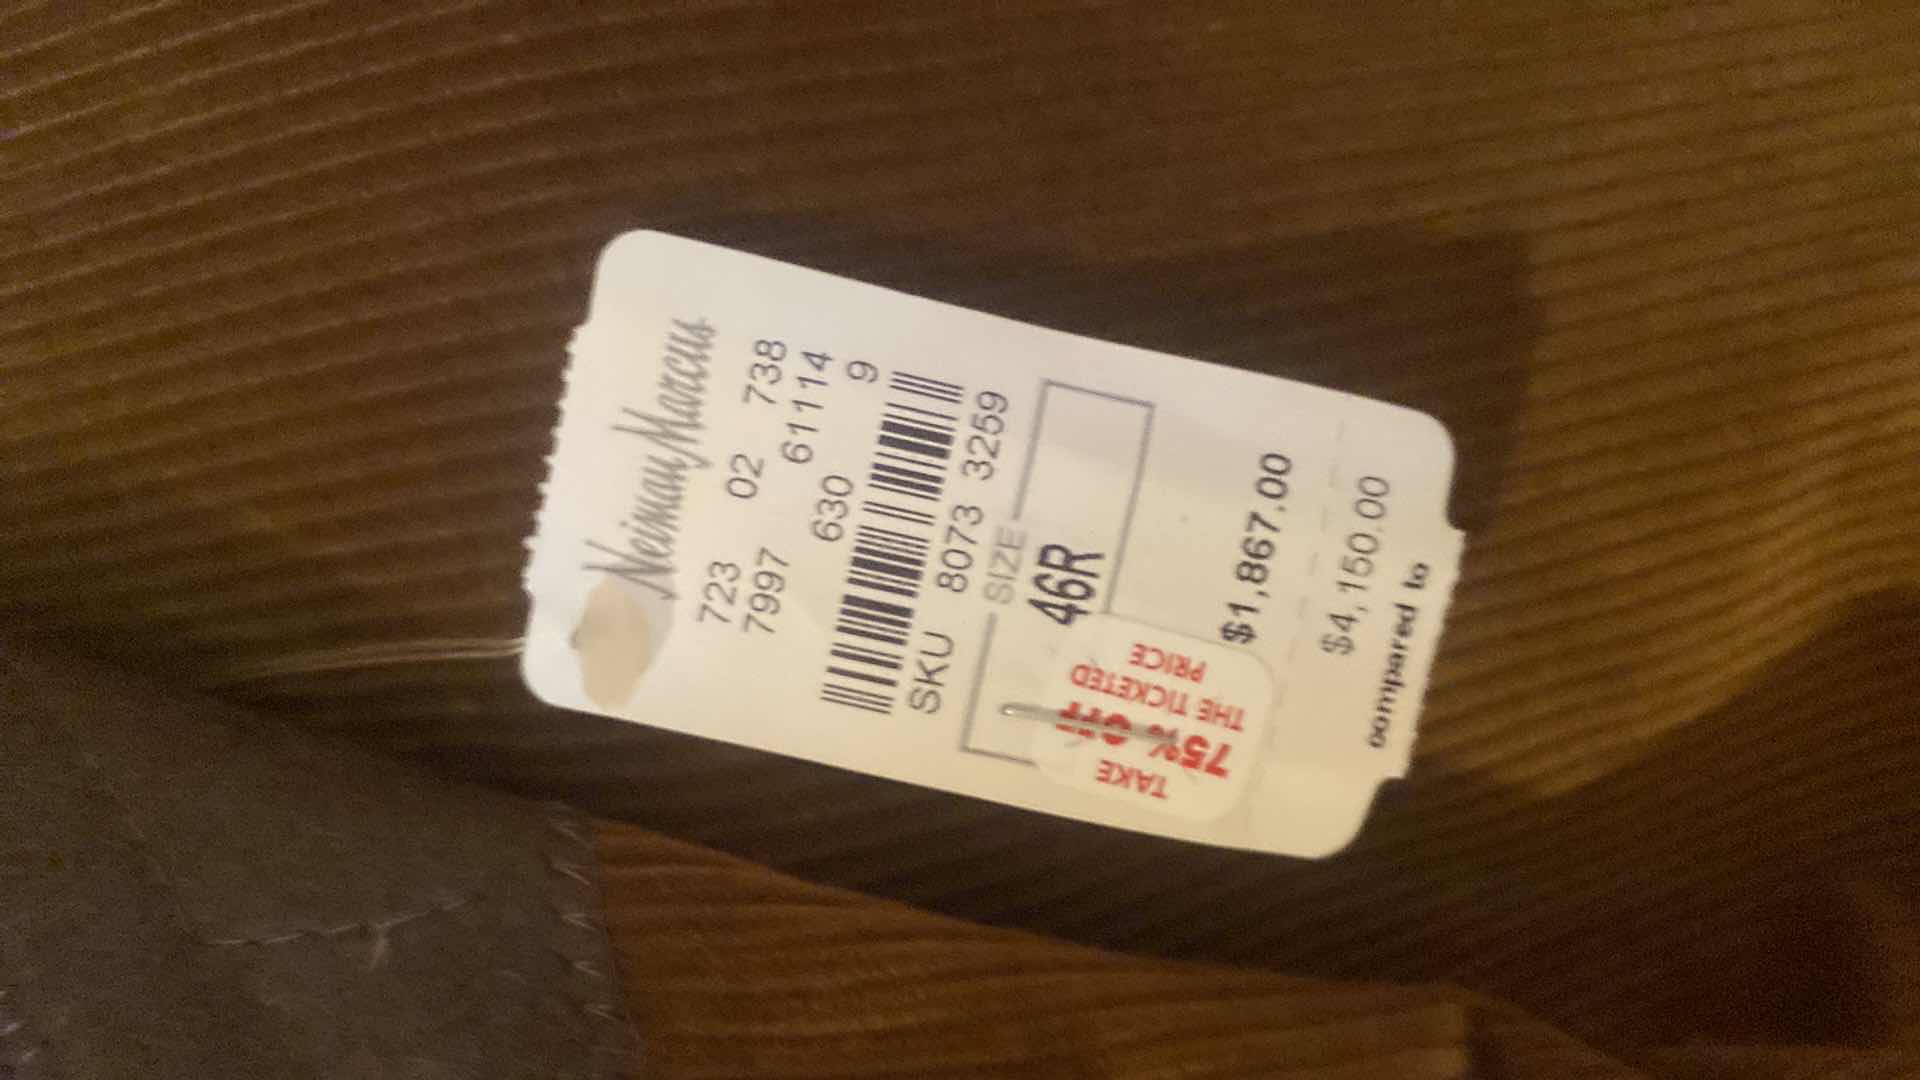 Neiman Marcus
723 02 738
7997 61114
630 9
SKU 8073 3259
SIZE
46R
TAKE
75% OFF
THE TICKETED
PRICE
$1,867.00
$4,150.00
compared to